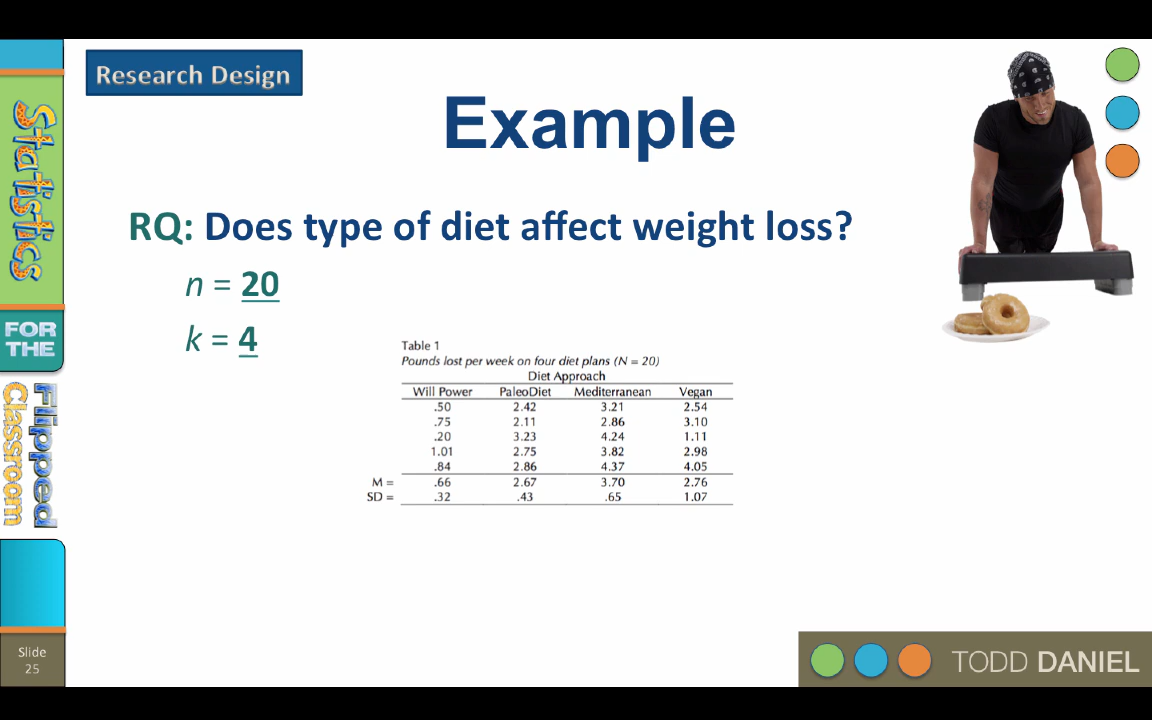 Research Design
Example
RQ: Does type of diet affect weight loss?
n = 20
k = 4
Table 1
Pounds lost per week on four diet plans (N = 20)
Diet Approach
Will Power PaleoDiet Mediterranean Vegan
.50 2.42 3.21 2.54
.75 2.11 2.86 3.10
.20 3.23 4.24 1.11
1.01 2.75 3.82 2.98
.84 2.86 4.37 4.05
M = .66 2.67 3.70 2.76
SD = .32 .43 .65 1.07
Statistics
FOR THE
Flipped
Classroom
Slide
25
TODD DANIEL